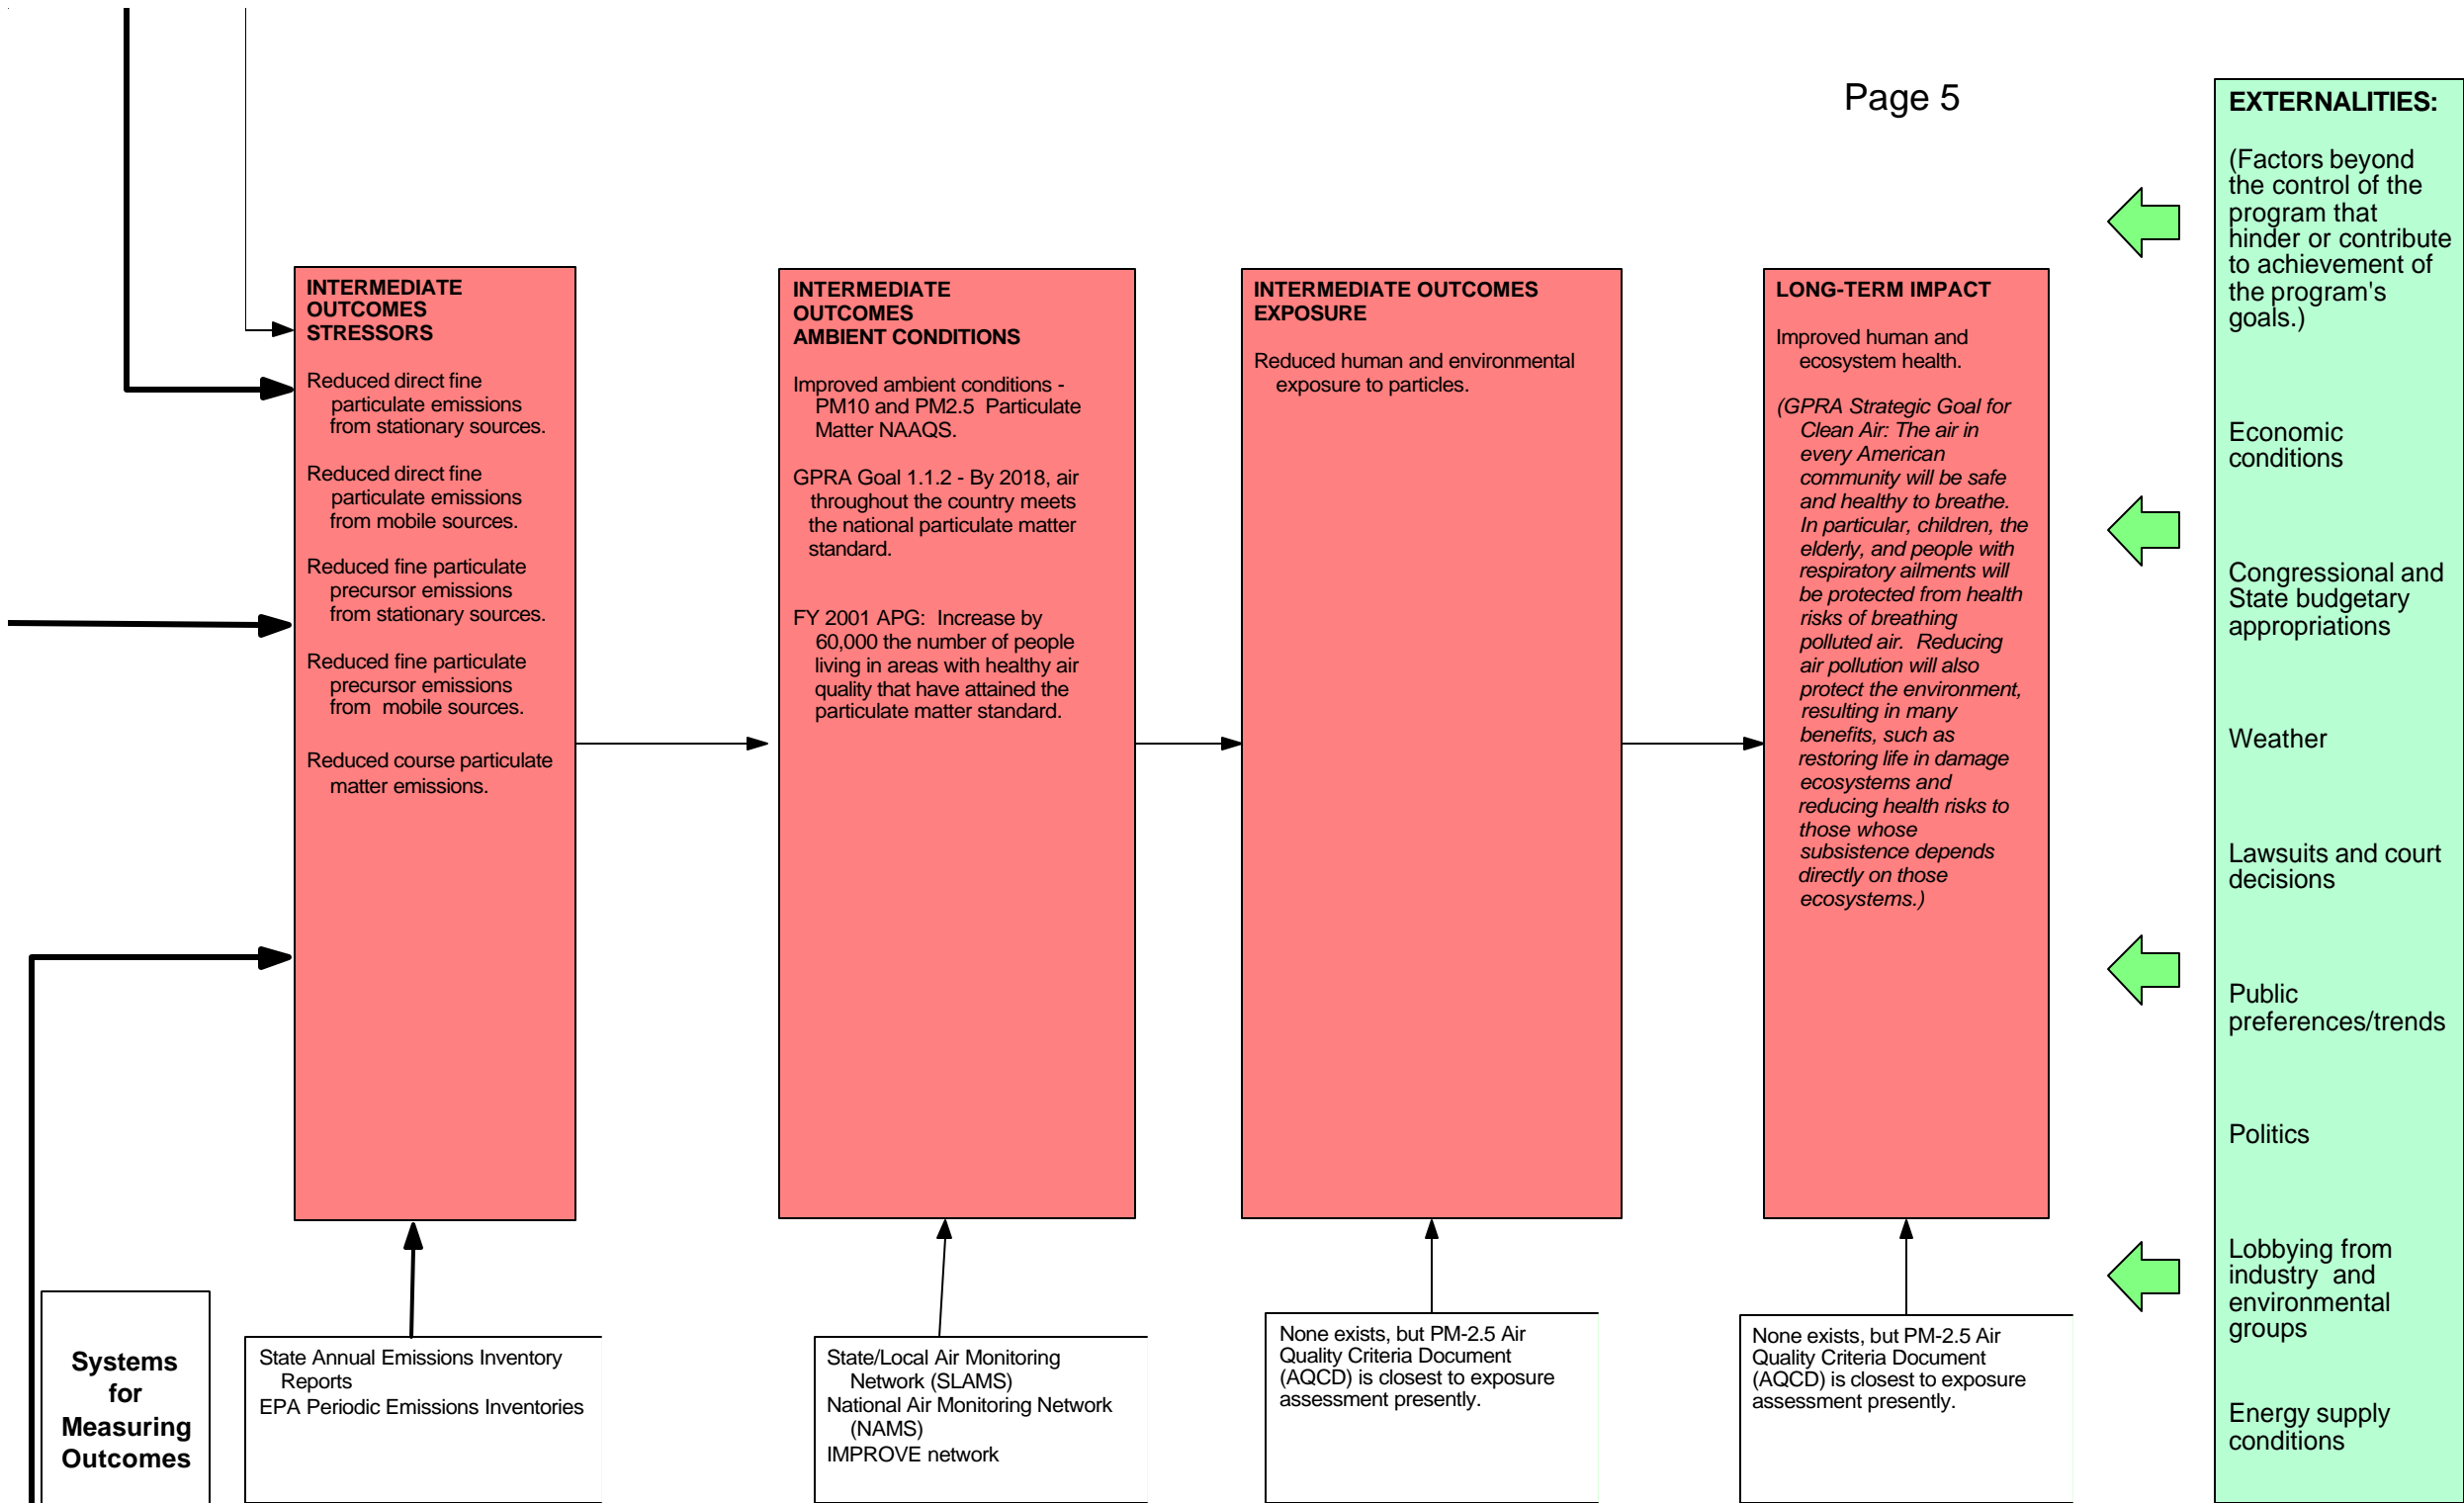 Page 5
INTERMEDIATE
OUTCOMES
STRESSORS
Reduced direct fine
particulate emissions
from stationary sources.
Reduced direct fine
particulate emissions
from mobile sources.
Reduced fine particulate
precursor emissions
from stationary sources.
Reduced fine particulate
precursor emissions
from  mobile sources.
Reduced course particulate
matter emissions.
INTERMEDIATE
OUTCOMES
AMBIENT CONDITIONS
Improved ambient conditions -
PM10 and PM2.5  Particulate
Matter NAAQS.
GPRA Goal 1.1.2 - By 2018, air
throughout the country meets
the national particulate matter
standard.
FY 2001 APG:  Increase by
60,000 the number of people
living in areas with healthy air
quality that have attained the
particulate matter standard.
INTERMEDIATE OUTCOMES
EXPOSURE
Reduced human and environmental
exposure to particles.
LONG-TERM IMPACT
Improved human and
ecosystem health.
(GPRA Strategic Goal for
Clean Air: The air in
every American
community will be safe
and healthy to breathe.
In particular, children, the
elderly, and people with
respiratory ailments will
be protected from health
risks of breathing
polluted air.  Reducing
air pollution will also
protect the environment,
resulting in many
benefits, such as
restoring life in damage
ecosystems and
reducing health risks to
those whose
subsistence depends
directly on those
ecosystems.)
EXTERNALITIES:
(Factors beyond
the control of the
program that
hinder or contribute
to achievement of
the program's
goals.)
Economic
conditions
Congressional and
State budgetary
appropriations
Weather
Lawsuits and court
decisions
Public
preferences/trends
Politics
Lobbying from
industry  and
environmental
groups
Energy supply
conditions
Systems
for
Measuring
Outcomes
State Annual Emissions Inventory
Reports
EPA Periodic Emissions Inventories
State/Local Air Monitoring
Network (SLAMS)
National Air Monitoring Network
(NAMS)
IMPROVE network
None exists, but PM-2.5 Air
Quality Criteria Document
(AQCD) is closest to exposure
assessment presently.
None exists, but PM-2.5 Air
Quality Criteria Document
(AQCD) is closest to exposure
assessment presently.